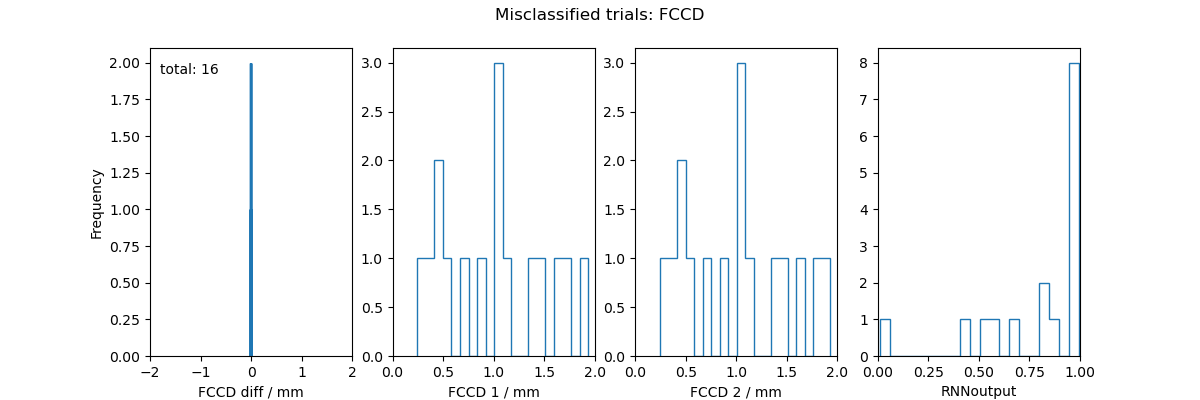 Misclassified trials: FCCD
total: 16
Frequency
2.00
1.75
1.50
1.25
1.00
0.75
0.50
0.25
0.00
−2 −1 0 1 2
FCCD diff / mm
3.0
2.5
2.0
1.5
1.0
0.5
0.0
0.0 0.5 1.0 1.5 2.0
FCCD 1 / mm
3.0
2.5
2.0
1.5
1.0
0.5
0.0
0.0 0.5 1.0 1.5 2.0
FCCD 2 / mm
8
7
6
5
4
3
2
1
0
0.00 0.25 0.50 0.75 1.00
RNNoutput